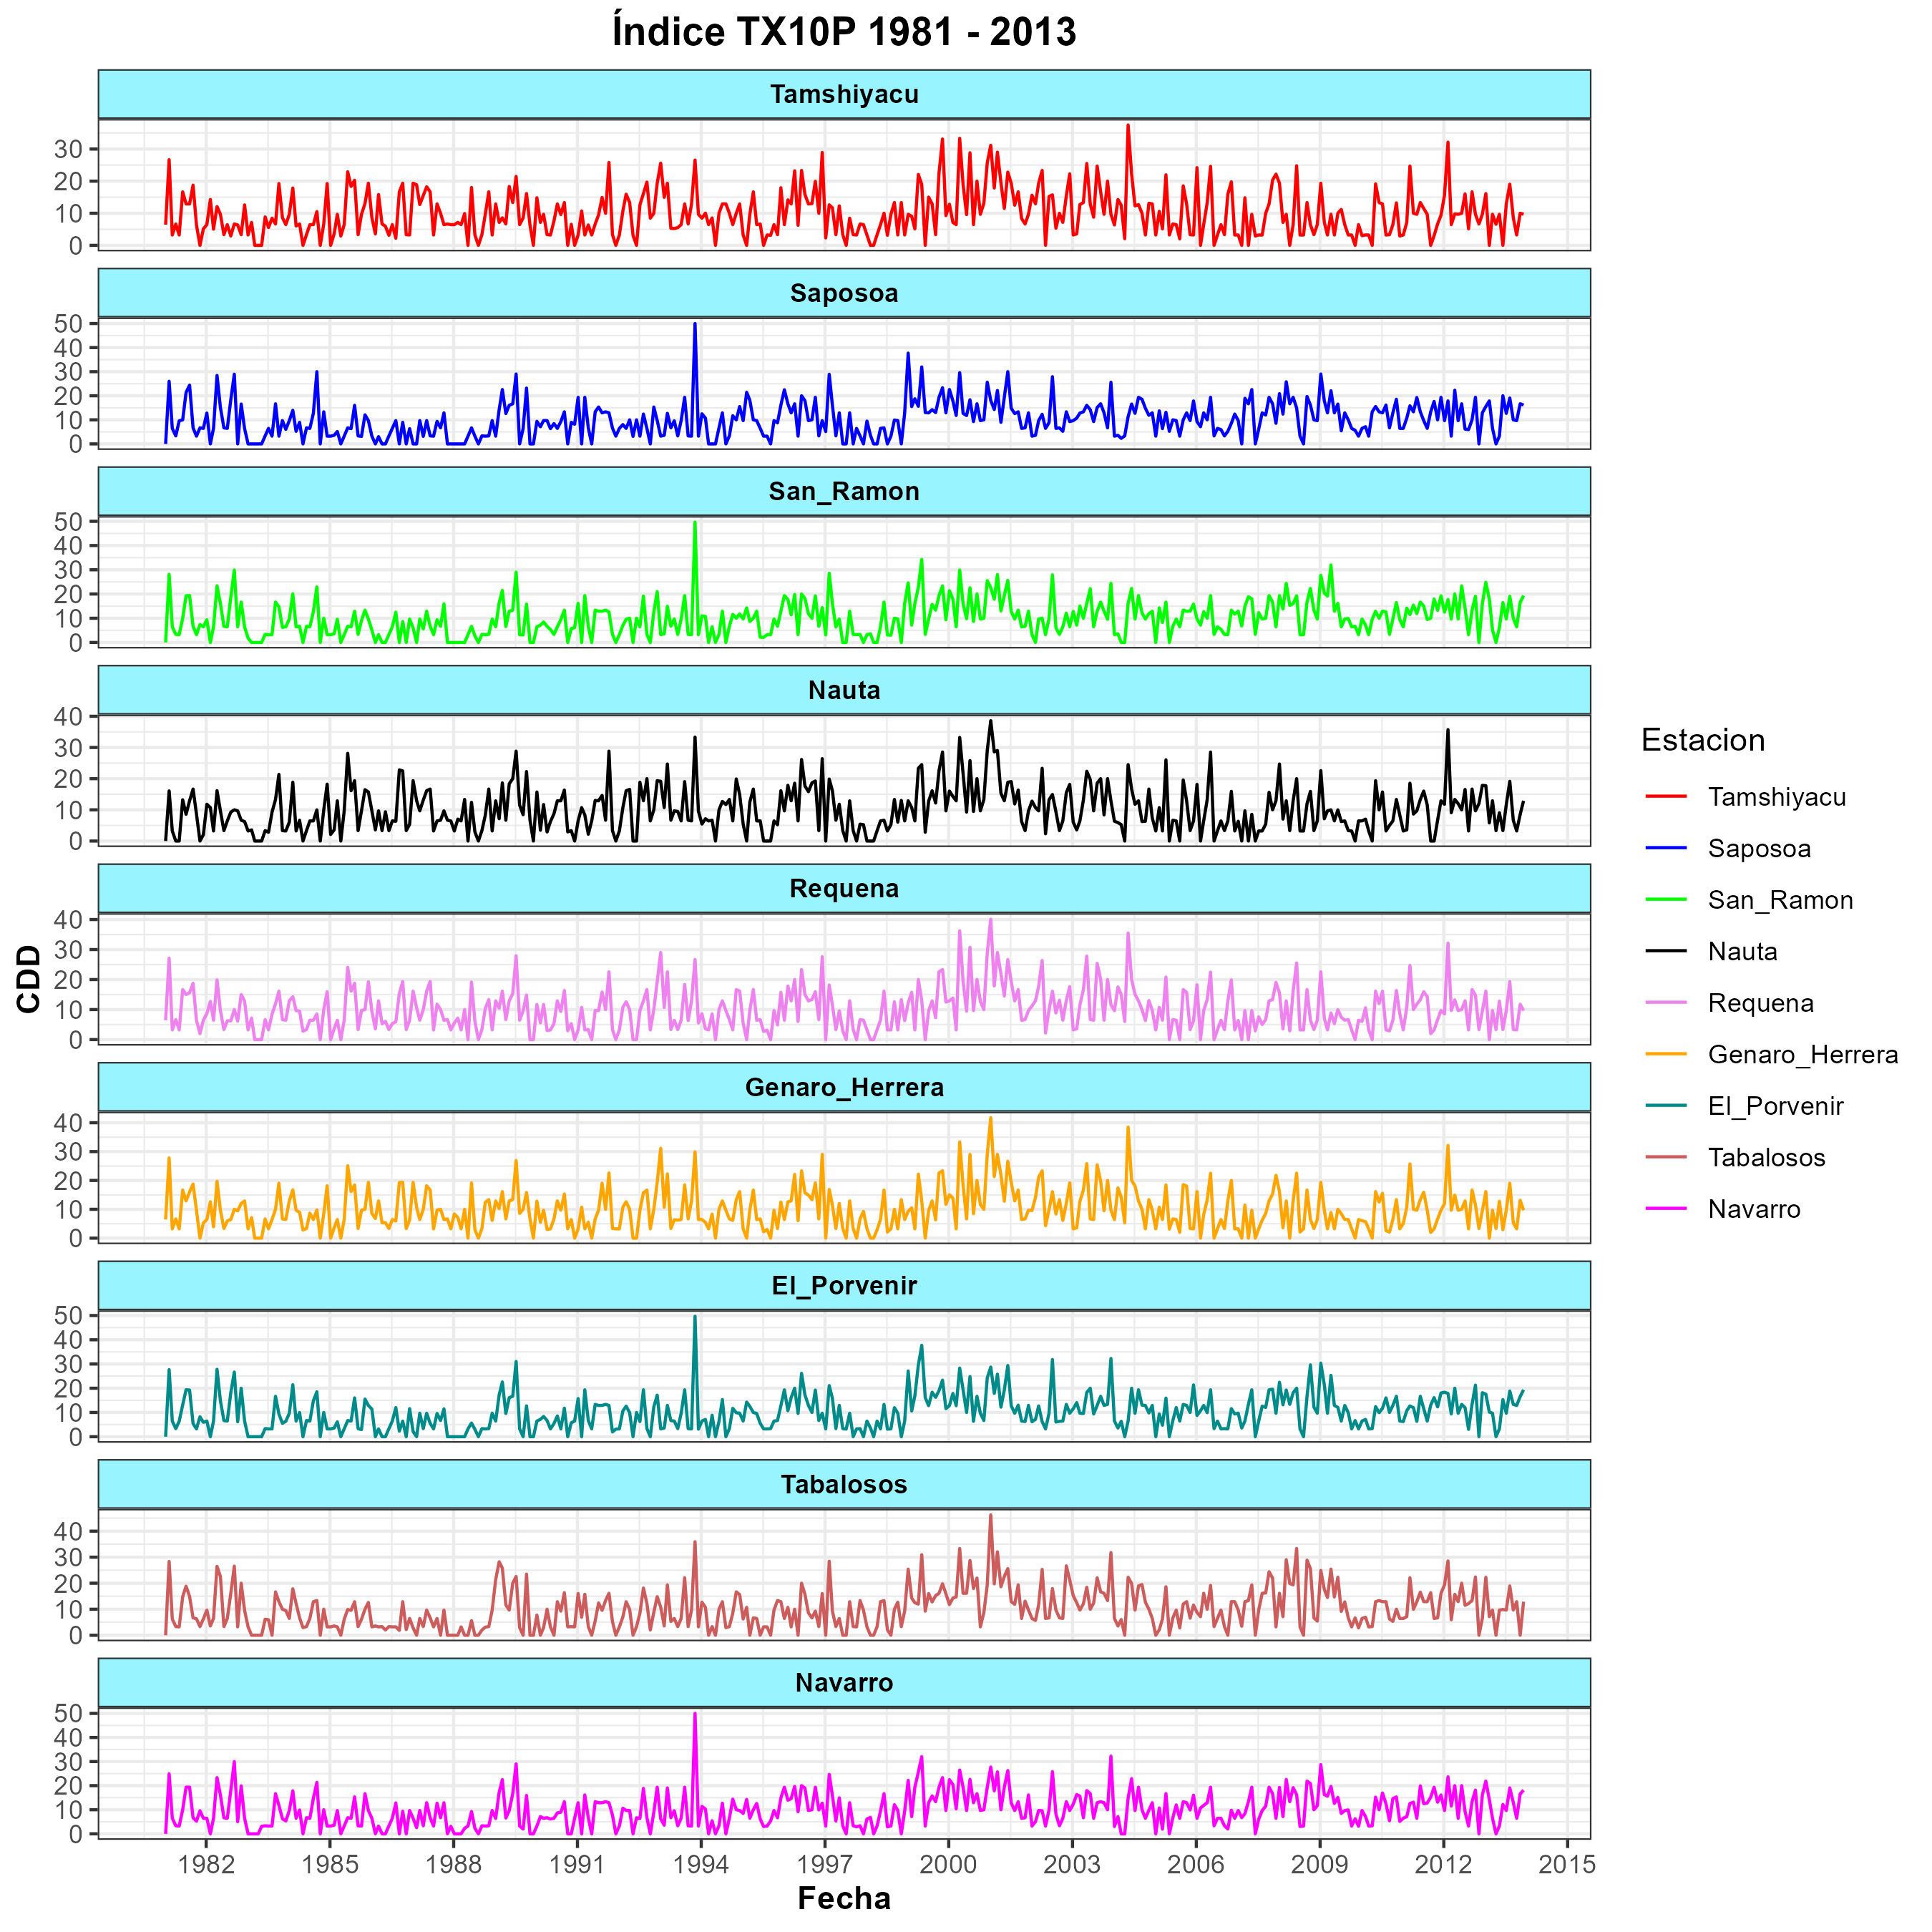 Índice TX10P 1981 - 2013
Tamshiyacu
30
20
10
0
Saposoa
50
40
30
20
10
0
San_Ramon
50
40
30
20
10
0
Nauta
40
30
20
10
0
Requena
40
30
20
10
0
Genaro_Herrera
40
30
20
10
0
El_Porvenir
50
40
30
20
10
0
Tabalosos
40
30
20
10
0
Navarro
50
40
30
20
10
0
1982 1985 1988 1991 1994 1997 2000 2003 2006 2009 2012 2015
Fecha
CDD
Estacion
Tamshiyacu
Saposoa
San_Ramon
Nauta
Requena
Genaro_Herrera
El_Porvenir
Tabalosos
Navarro